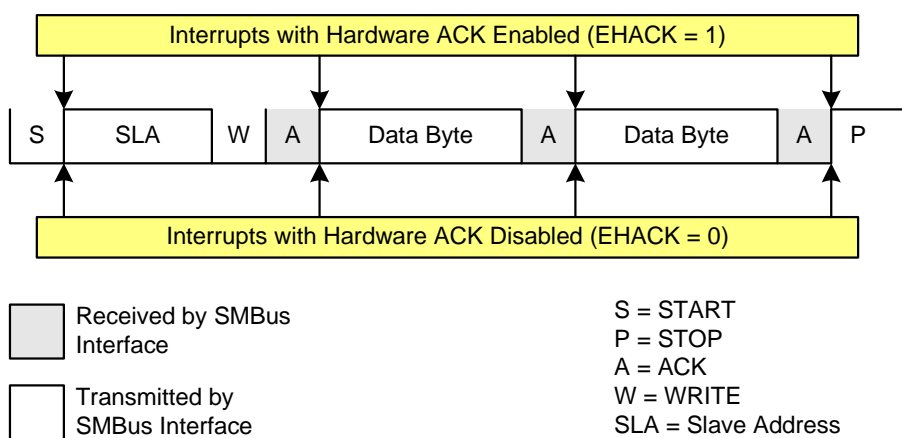 Interrupts with Hardware ACK Enabled (EHACK = 1)
S SLA W A Data Byte A Data Byte A P
Interrupts with Hardware ACK Disabled (EHACK = 0)
Received by SMBus
Interface
Transmitted by
SMBus Interface
S = START
P = STOP
A = ACK
W = WRITE
SLA = Slave Address